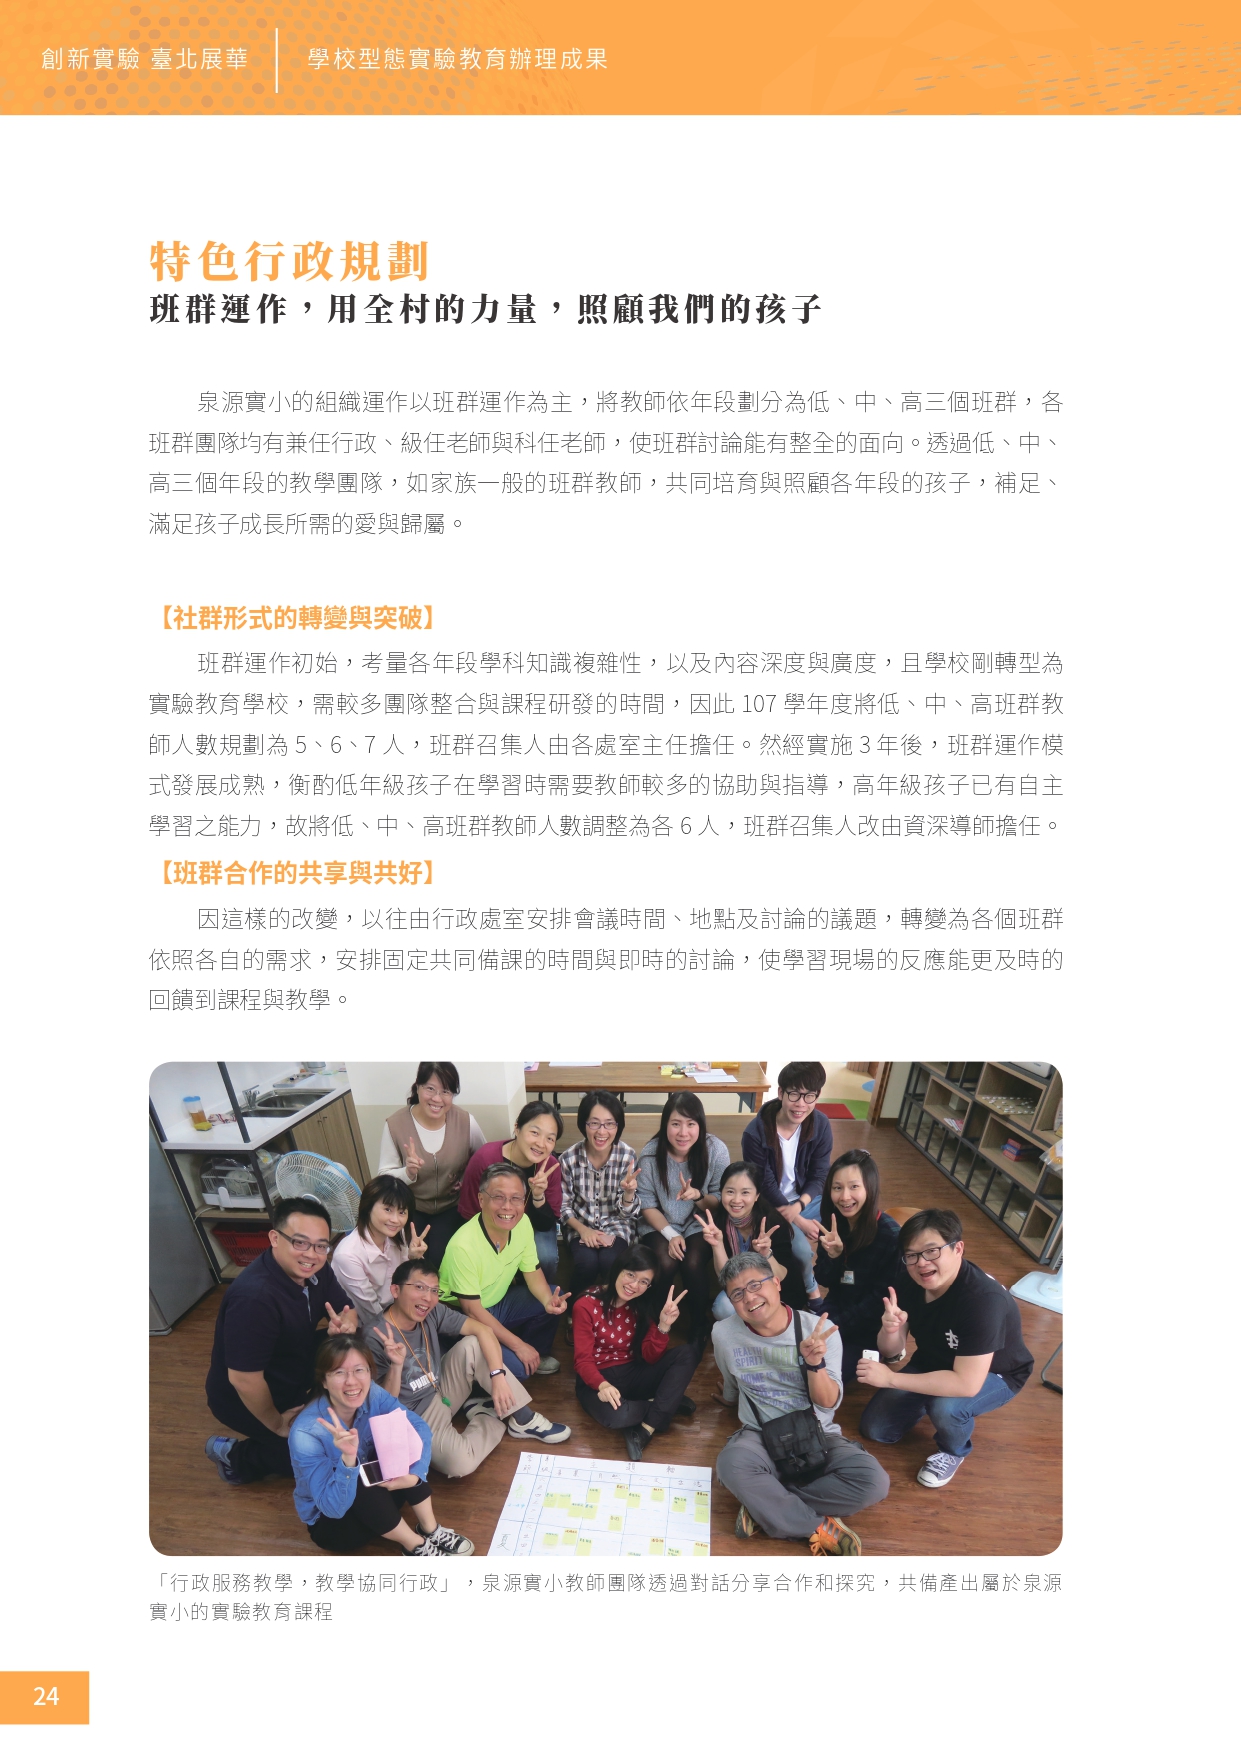 創新實驗 臺北展華
學校型態實驗教育辦理成果
特色行政規劃
班群運作，用全村的力量，照顧我們的孩子
泉源實小的組織運作以班群運作為主，將教師依年段劃分為低、中、高三個班群，各
班群團隊均有兼任行政、級任老師與科任老師，使班群討論能有整全的面向。透過低、中、
高三個年段的教學團隊，如家族一般的班群教師，共同培育與照顧各年段的孩子，補足、
滿足孩子成長所需的愛與歸屬。
【社群形式的轉變與突破】
班群運作初始，考量各年段學科知識複雜性，以及內容深度與廣度，且學校剛轉型為
實驗教育學校，需較多團隊整合與課程研發的時間，因此 107 學年度將低、中、高班群教
師人數規劃為 5、6、7 人，班群召集人由各處室主任擔任。然經實施 3 年後，班群運作模
式發展成熟，衡酌低年級孩子在學習時需要教師較多的協助與指導，高年級孩子已有自主
學習之能力，故將低、中、高班群教師人數調整為各 6 人，班群召集人改由資深導師擔任。
【班群合作的共享與共好】
因這樣的改變，以往由行政處室安排會議時間、地點及討論的議題，轉變為各個班群
依照各自的需求，安排固定共同備課的時間與即時的討論，使學習現場的反應能更及時的
回饋到課程與教學。
HEALTH
SPIRIT
「行政服務教學，教學協同行政」，泉源實小教師團隊透過對話分享合作和探究，共備產出屬於泉源
實小的實驗教育課程
24